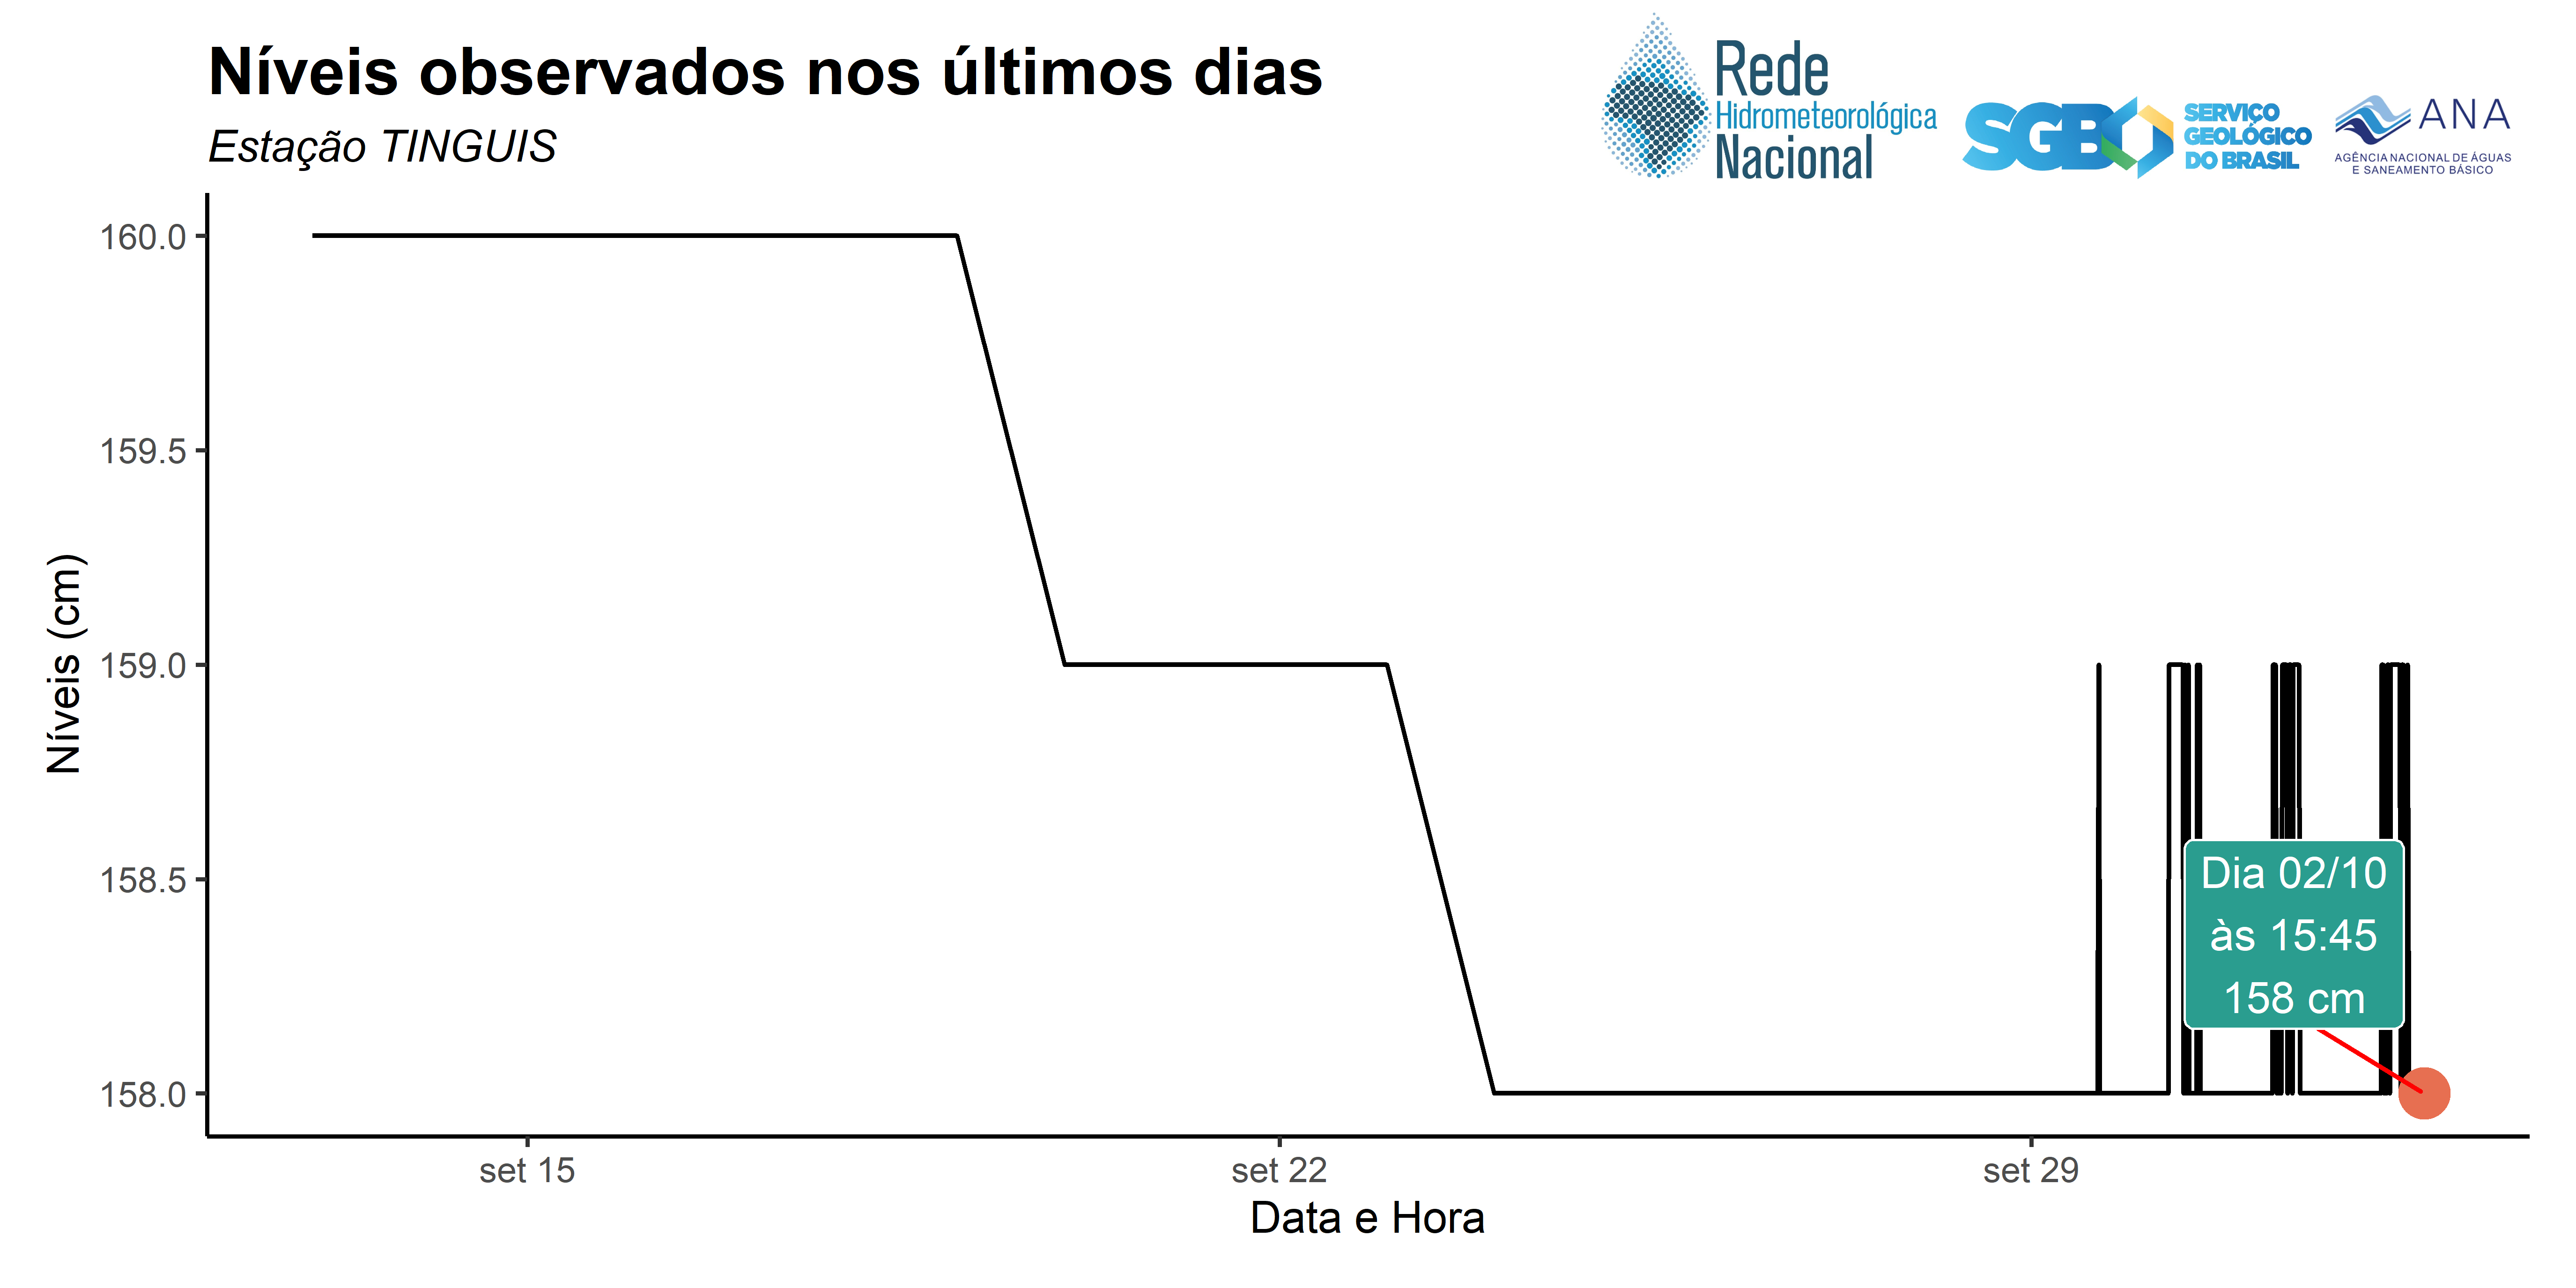 Níveis observados nos últimos dias
Estação TINGUIS
Rede
Hidrometeorológica
Nacional
SGB
SERVIÇO
GEOLÓGICO
DO BRASIL
ANA
AGÊNCIA NACIONAL DE ÁGUAS
E SANEAMENTO BÁSICO
Níveis (cm)
160.0
159.5
159.0
158.5
158.0
Dia 02/10
às 15:45
158 cm
set 15
set 22
set 29
Data e Hora